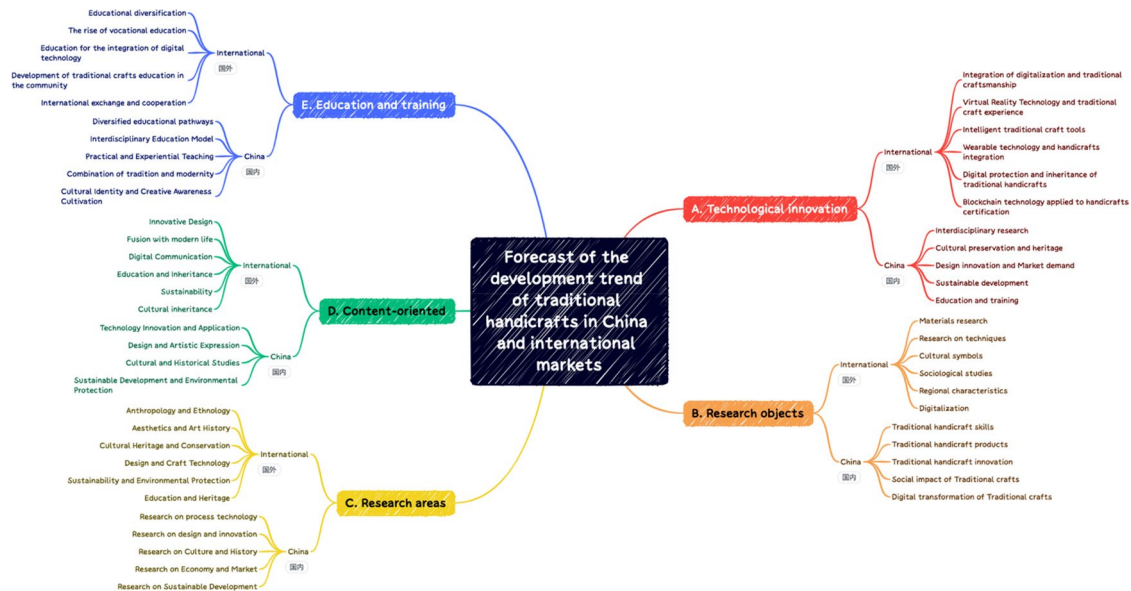 Forecast of the
development trend
of traditional
handicrafts in China
and international
markets
A. Technological innovation
International
国外
Integration of digitalization and traditional
craftsmanship
Virtual Reality Technology and traditional
craft experience
Intelligent traditional craft tools
Wearable technology and handicrafts
integration
Digital protection and inheritance of
traditional handicrafts
Blockchain technology applied to handicrafts
certification
China
国内
Interdisciplinary research
Cultural preservation and heritage
Design innovation and Market demand
Sustainable development
Education and training
B. Research objects
International
国外
Materials research
Research on techniques
Cultural symbols
Sociological studies
Regional characteristics
Digitalization
China
国内
Traditional handicraft skills
Traditional handicraft products
Traditional handicraft innovation
Social impact of Traditional crafts
Digital transformation of Traditional crafts
C. Research areas
International
国外
Anthropology and Ethnology
Aesthetics and Art History
Cultural Heritage and Conservation
Design and Craft Technology
Sustainability and Environmental Protection
Education and Heritage
China
国内
Research on process technology
Research on design and innovation
Research on Culture and History
Research on Economy and Market
Research on Sustainable Development
D. Content-oriented
International
国外
Innovative Design
Fusion with modern life
Digital Communication
Education and Inheritance
Sustainability
Cultural inheritance
China
国内
Technology Innovation and Application
Design and Artistic Expression
Cultural and Historical Studies
Sustainable Development and Environmental
Protection
E. Education and training
International
国外
Educational diversification
The rise of vocational education
Education for the integration of digital
technology
Development of traditional crafts education in
the community
International exchange and cooperation
China
国内
Diversified educational pathways
Interdisciplinary Education Model
Practical and Experiential Teaching
Combination of tradition and modernity
Cultural Identity and Creative Awareness
Cultivation